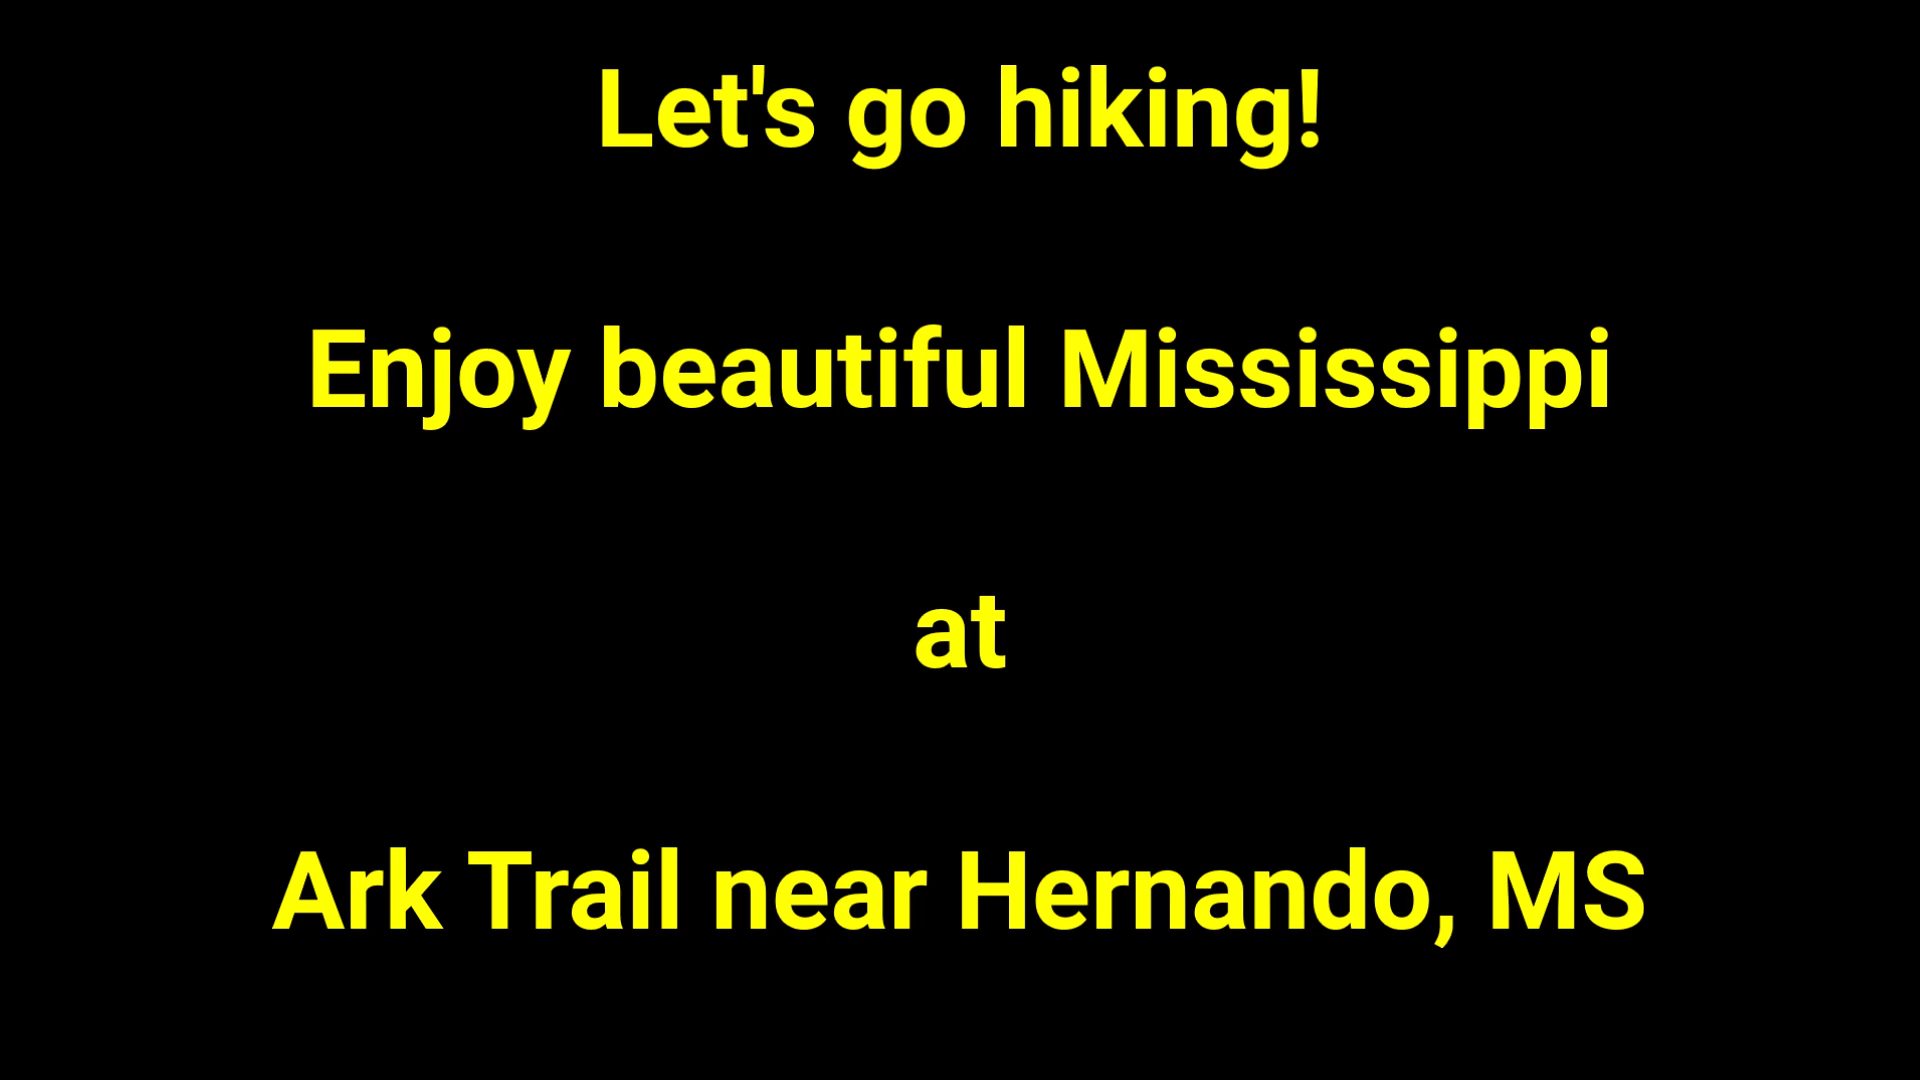 Let's go hiking!
Enjoy beautiful Mississippi
at
Ark Trail near Hernando, MS